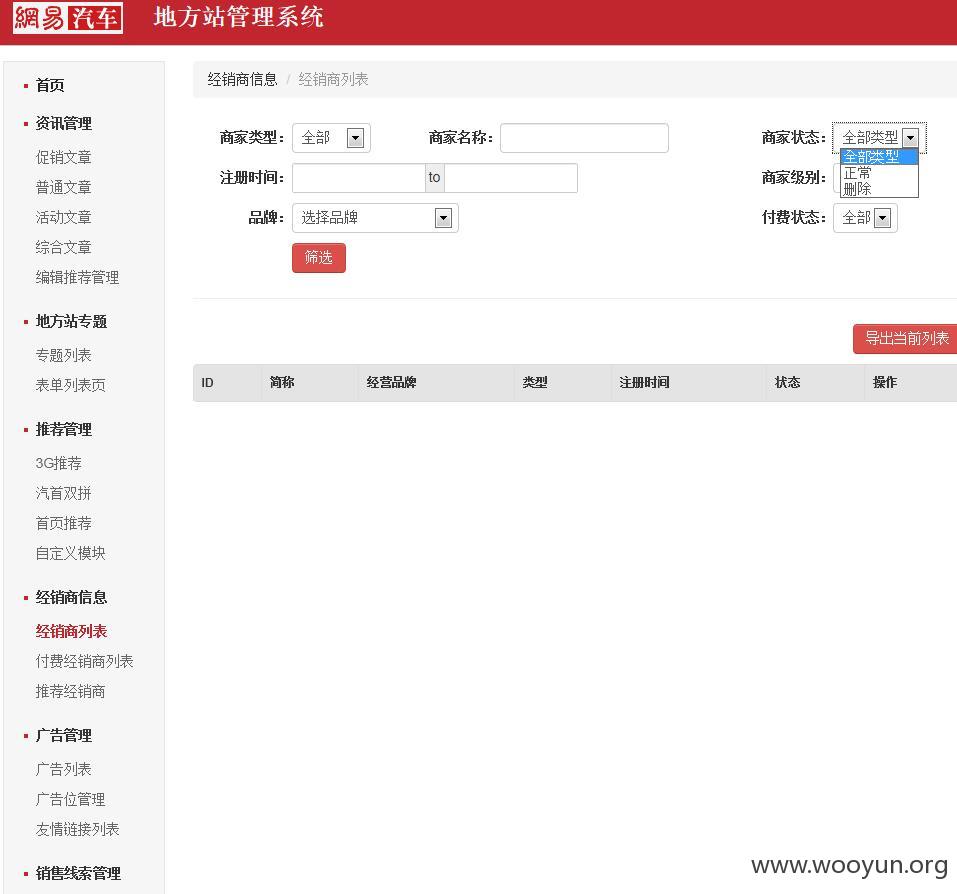 網易 汽车 地方站管理系统
首页
资讯管理
促销文章
普通文章
活动文章
综合文章
编辑推荐管理
地方站专题
专题列表
表单列表页
推荐管理
3G推荐
汽首双拼
首页推荐
自定义模块
经销商信息
经销商列表
付费经销商列表
推荐经销商
广告管理
广告列表
广告位管理
友情链接列表
销售线索管理
经销商信息 / 经销商列表
商家类型： 全部 商家名称： 商家状态： 全部类型
全部类型
正常
删除
注册时间： to 商家级别：
品牌： 选择品牌 付费状态： 全部
筛选
导出当前列表
ID 简称 经营品牌 类型 注册时间 状态 操作
www.wooyun.org